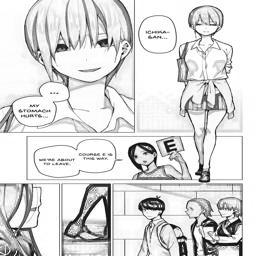 ...
MY
STOMACH
HURTS...
ICHIKA-
SAN...
COURSE E IS
THIS WAY.
WE'RE ABOUT
TO LEAVE.
E